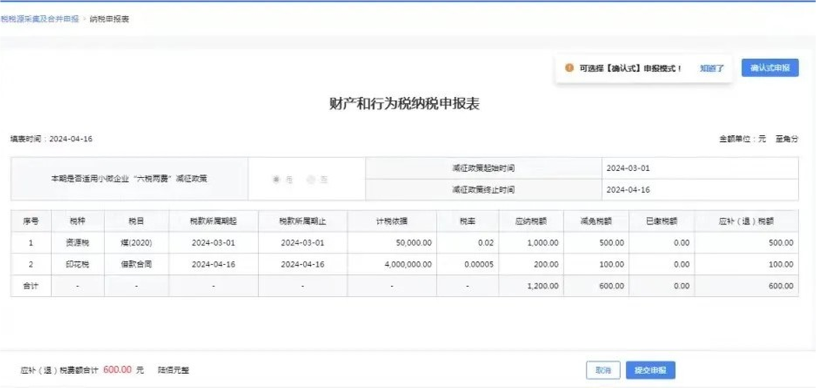 税税源采集及合并申报 > 纳税申报表
可选择【确认式】申报模式！ 知道了 确认式申报
财产和行为税纳税申报表
填表时间：2024-04-16 金额单位：元 至角分
本期是否适用小微企业“六税两费”减征政策 是 否 减征政策起始时间 2024-03-01
减征政策终止时间 2024-04-16
序号 税种 税目 税款所属期起 税款所属期止 计税依据 税率 应纳税额 减免税额 已缴税额 应补（退）税额
1 资源税 煤(2020) 2024-03-01 2024-03-01 50,000.00 0.02 1,000.00 500.00 0.00 500.00
2 印花税 借款合同 2024-04-16 2024-04-16 4,000,000.00 0.00005 200.00 100.00 0.00 100.00
合计 - - - - - - 1,200.00 600.00 0.00 600.00
应补（退）税费额合计 600.00 元 陆佰元整 取消 提交申报